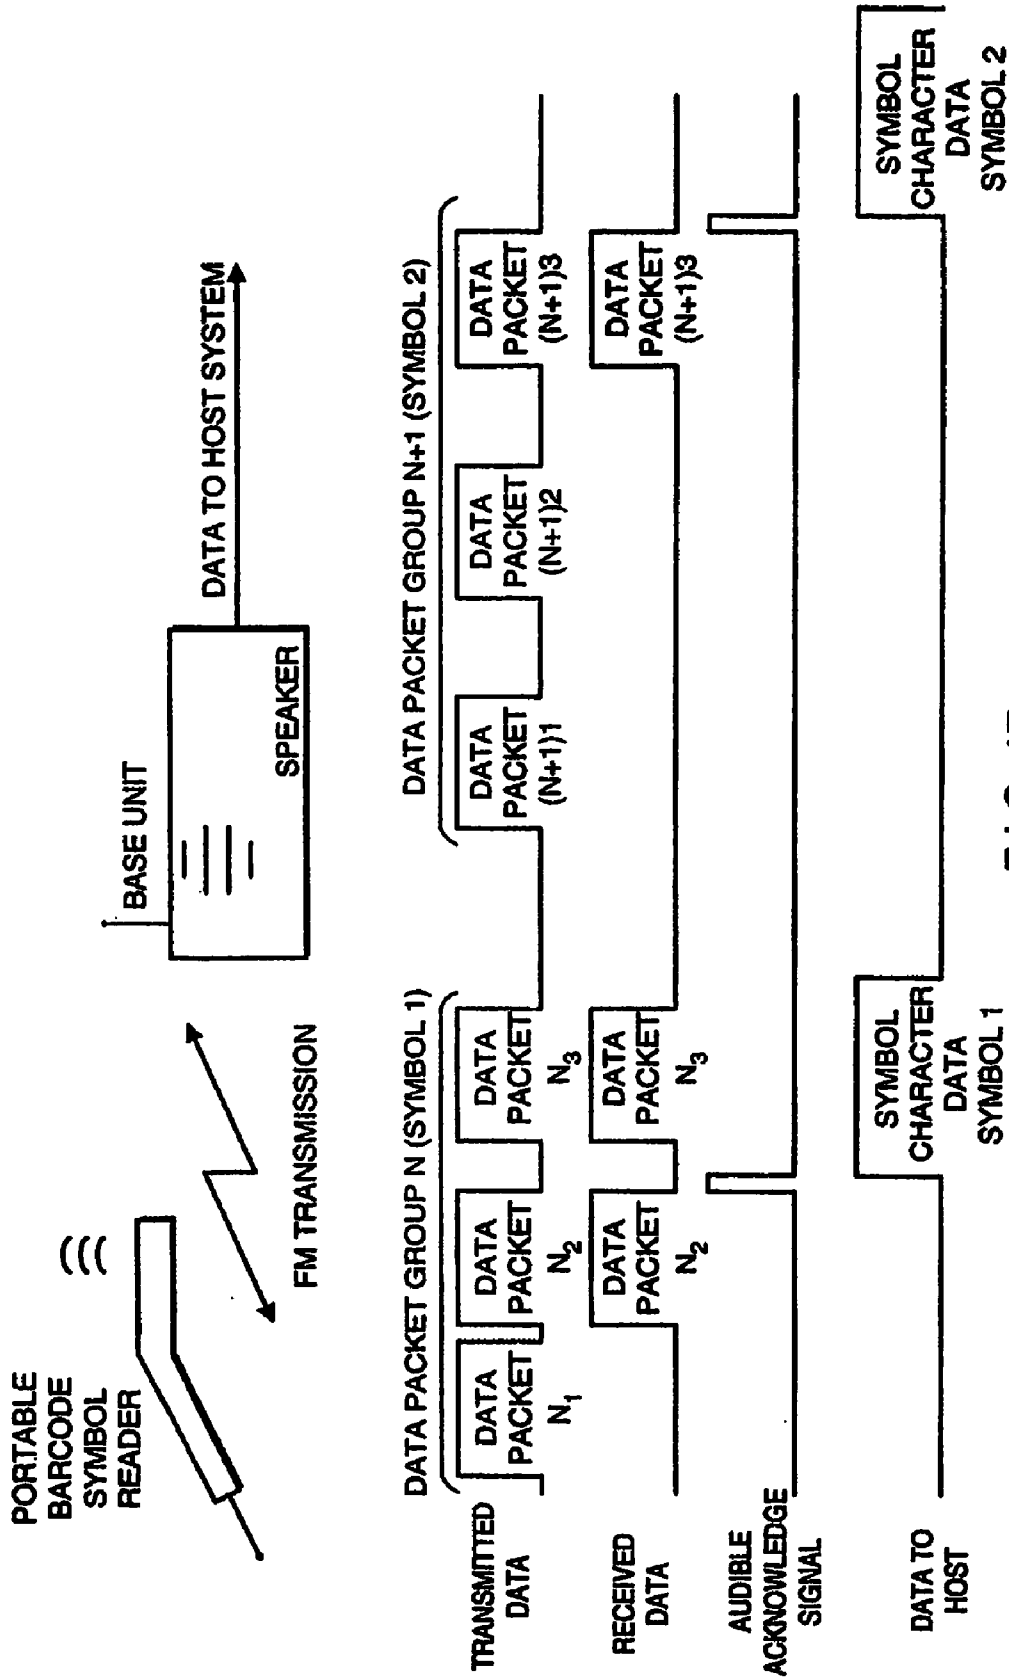 PORTABLE
BARCODE
SYMBOL
READER
FM TRANSMISSION
BASE UNIT
SPEAKER
DATA TO HOST SYSTEM
DATA PACKET GROUP N (SYMBOL 1)
DATA PACKET GROUP N+1 (SYMBOL 2)
TRANSMITTED
DATA
DATA
PACKET
N1
DATA
PACKET
N2
DATA
PACKET
N3
DATA
PACKET
(N+1)1
DATA
PACKET
(N+1)2
DATA
PACKET
(N+1)3
RECEIVED
DATA
DATA
PACKET
N2
DATA
PACKET
N3
DATA
PACKET
(N+1)3
AUDIBLE
ACKNOWLEDGE
SIGNAL
DATA TO
HOST
SYMBOL
CHARACTER
DATA
SYMBOL 1
SYMBOL
CHARACTER
DATA
SYMBOL 2